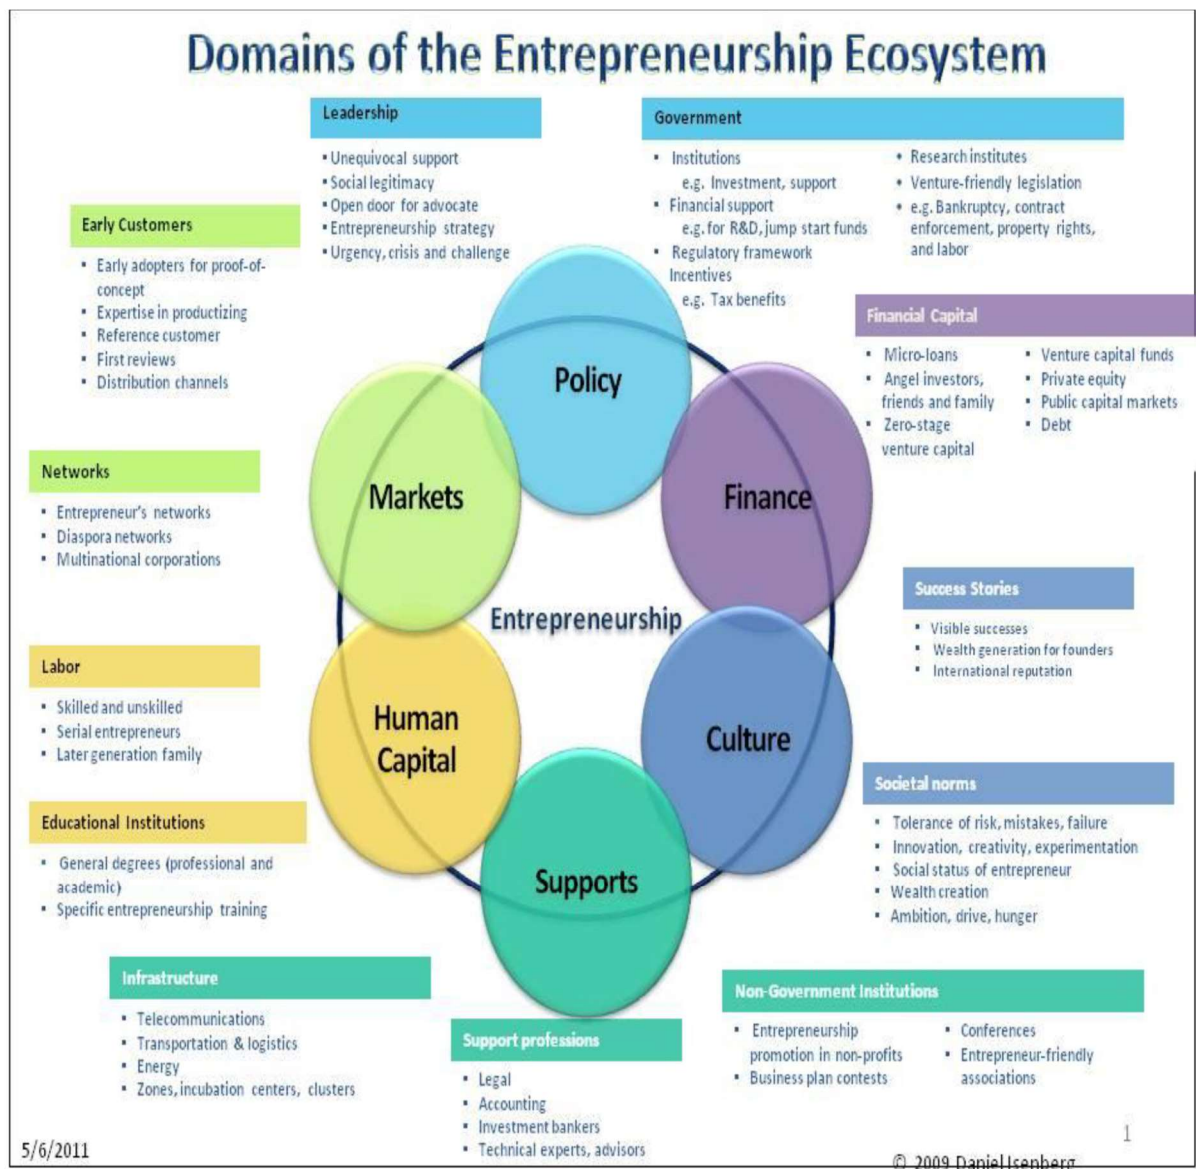 Domains of the Entrepreneurship Ecosystem
Leadership
▪ Unequivocal support
▪ Social legitimacy
▪ Open door for advocate
▪ Entrepreneurship strategy
▪ Urgency, crisis and challenge
Government
▪ Institutions
e.g. Investment, support
▪ Financial support
e.g. for R&D, jump start funds
▪ Regulatory framework
Incentives
e.g. Tax benefits
• Research institutes
• Venture-friendly legislation
• e.g. Bankruptcy, contract
enforcement, property rights,
and labor
Early Customers
▪ Early adopters for proof-of-
concept
▪ Expertise in productizing
▪ Reference customer
▪ First reviews
▪ Distribution channels
Financial Capital
▪ Micro-loans
▪ Angel investors,
friends and family
▪ Zero-stage
venture capital
▪ Venture capital funds
▪ Private equity
▪ Public capital markets
▪ Debt
Networks
▪ Entrepreneur's networks
▪ Diaspora networks
▪ Multinational corporations
Policy
Markets
Finance
Entrepreneurship
Human
Capital
Culture
Supports
Success Stories
▪ Visible successes
▪ Wealth generation for founders
▪ International reputation
Labor
▪ Skilled and unskilled
▪ Serial entrepreneurs
▪ Later generation family
Societal norms
▪ Tolerance of risk, mistakes, failure
▪ Innovation, creativity, experimentation
▪ Social status of entrepreneur
▪ Wealth creation
▪ Ambition, drive, hunger
Educational Institutions
▪ General degrees (professional and
academic)
▪ Specific entrepreneurship training
Infrastructure
▪ Telecommunications
▪ Transportation & logistics
▪ Energy
▪ Zones, incubation centers, clusters
Support professions
▪ Legal
▪ Accounting
▪ Investment bankers
▪ Technical experts, advisors
Non-Government Institutions
▪ Entrepreneurship
promotion in non-profits
▪ Business plan contests
▪ Conferences
▪ Entrepreneur-friendly
associations
5/6/2011
1
© 2009 Daniel Isenberg